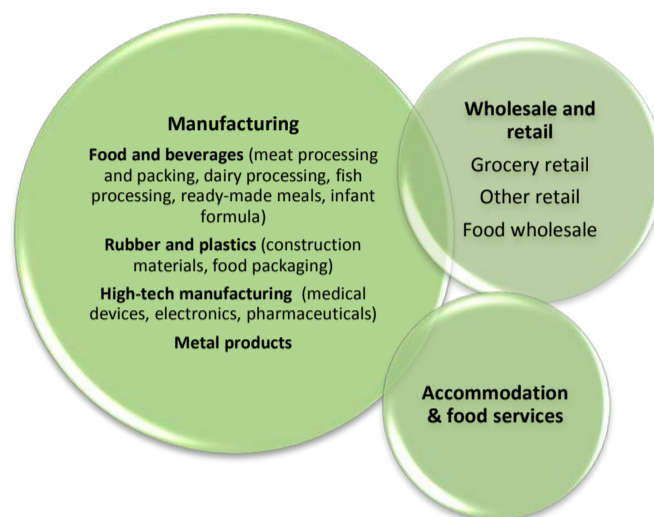 Manufacturing
Food and beverages (meat processing
and packing, dairy processing, fish
processing, ready-made meals, infant
formula)
Rubber and plastics (construction
materials, food packaging)
High-tech manufacturing (medical
devices, electronics, pharmaceuticals)
Metal products
Wholesale and
retail
Grocery retail
Other retail
Food wholesale
Accommodation
& food services